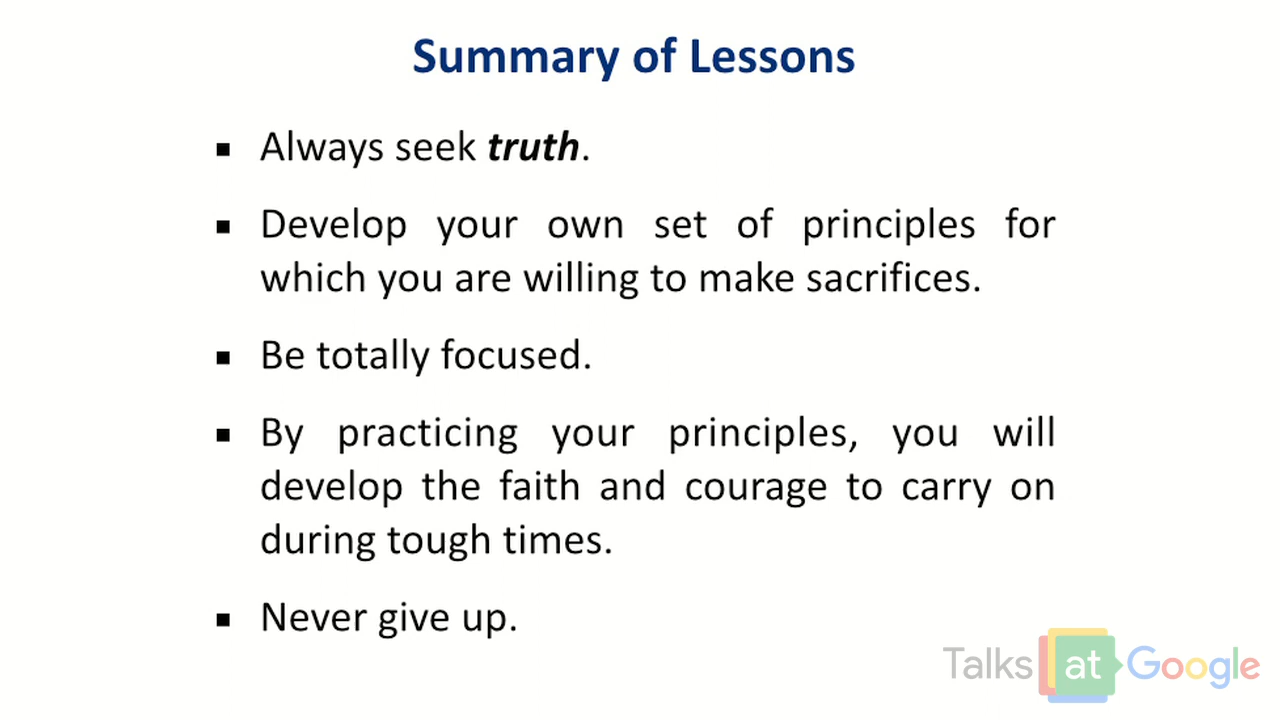 Summary of Lessons
▪ Always seek truth.
▪ Develop your own set of principles for
which you are willing to make sacrifices.
▪ Be totally focused.
▪ By practicing your principles, you will
develop the faith and courage to carry on
during tough times.
▪ Never give up.
Talks at Google